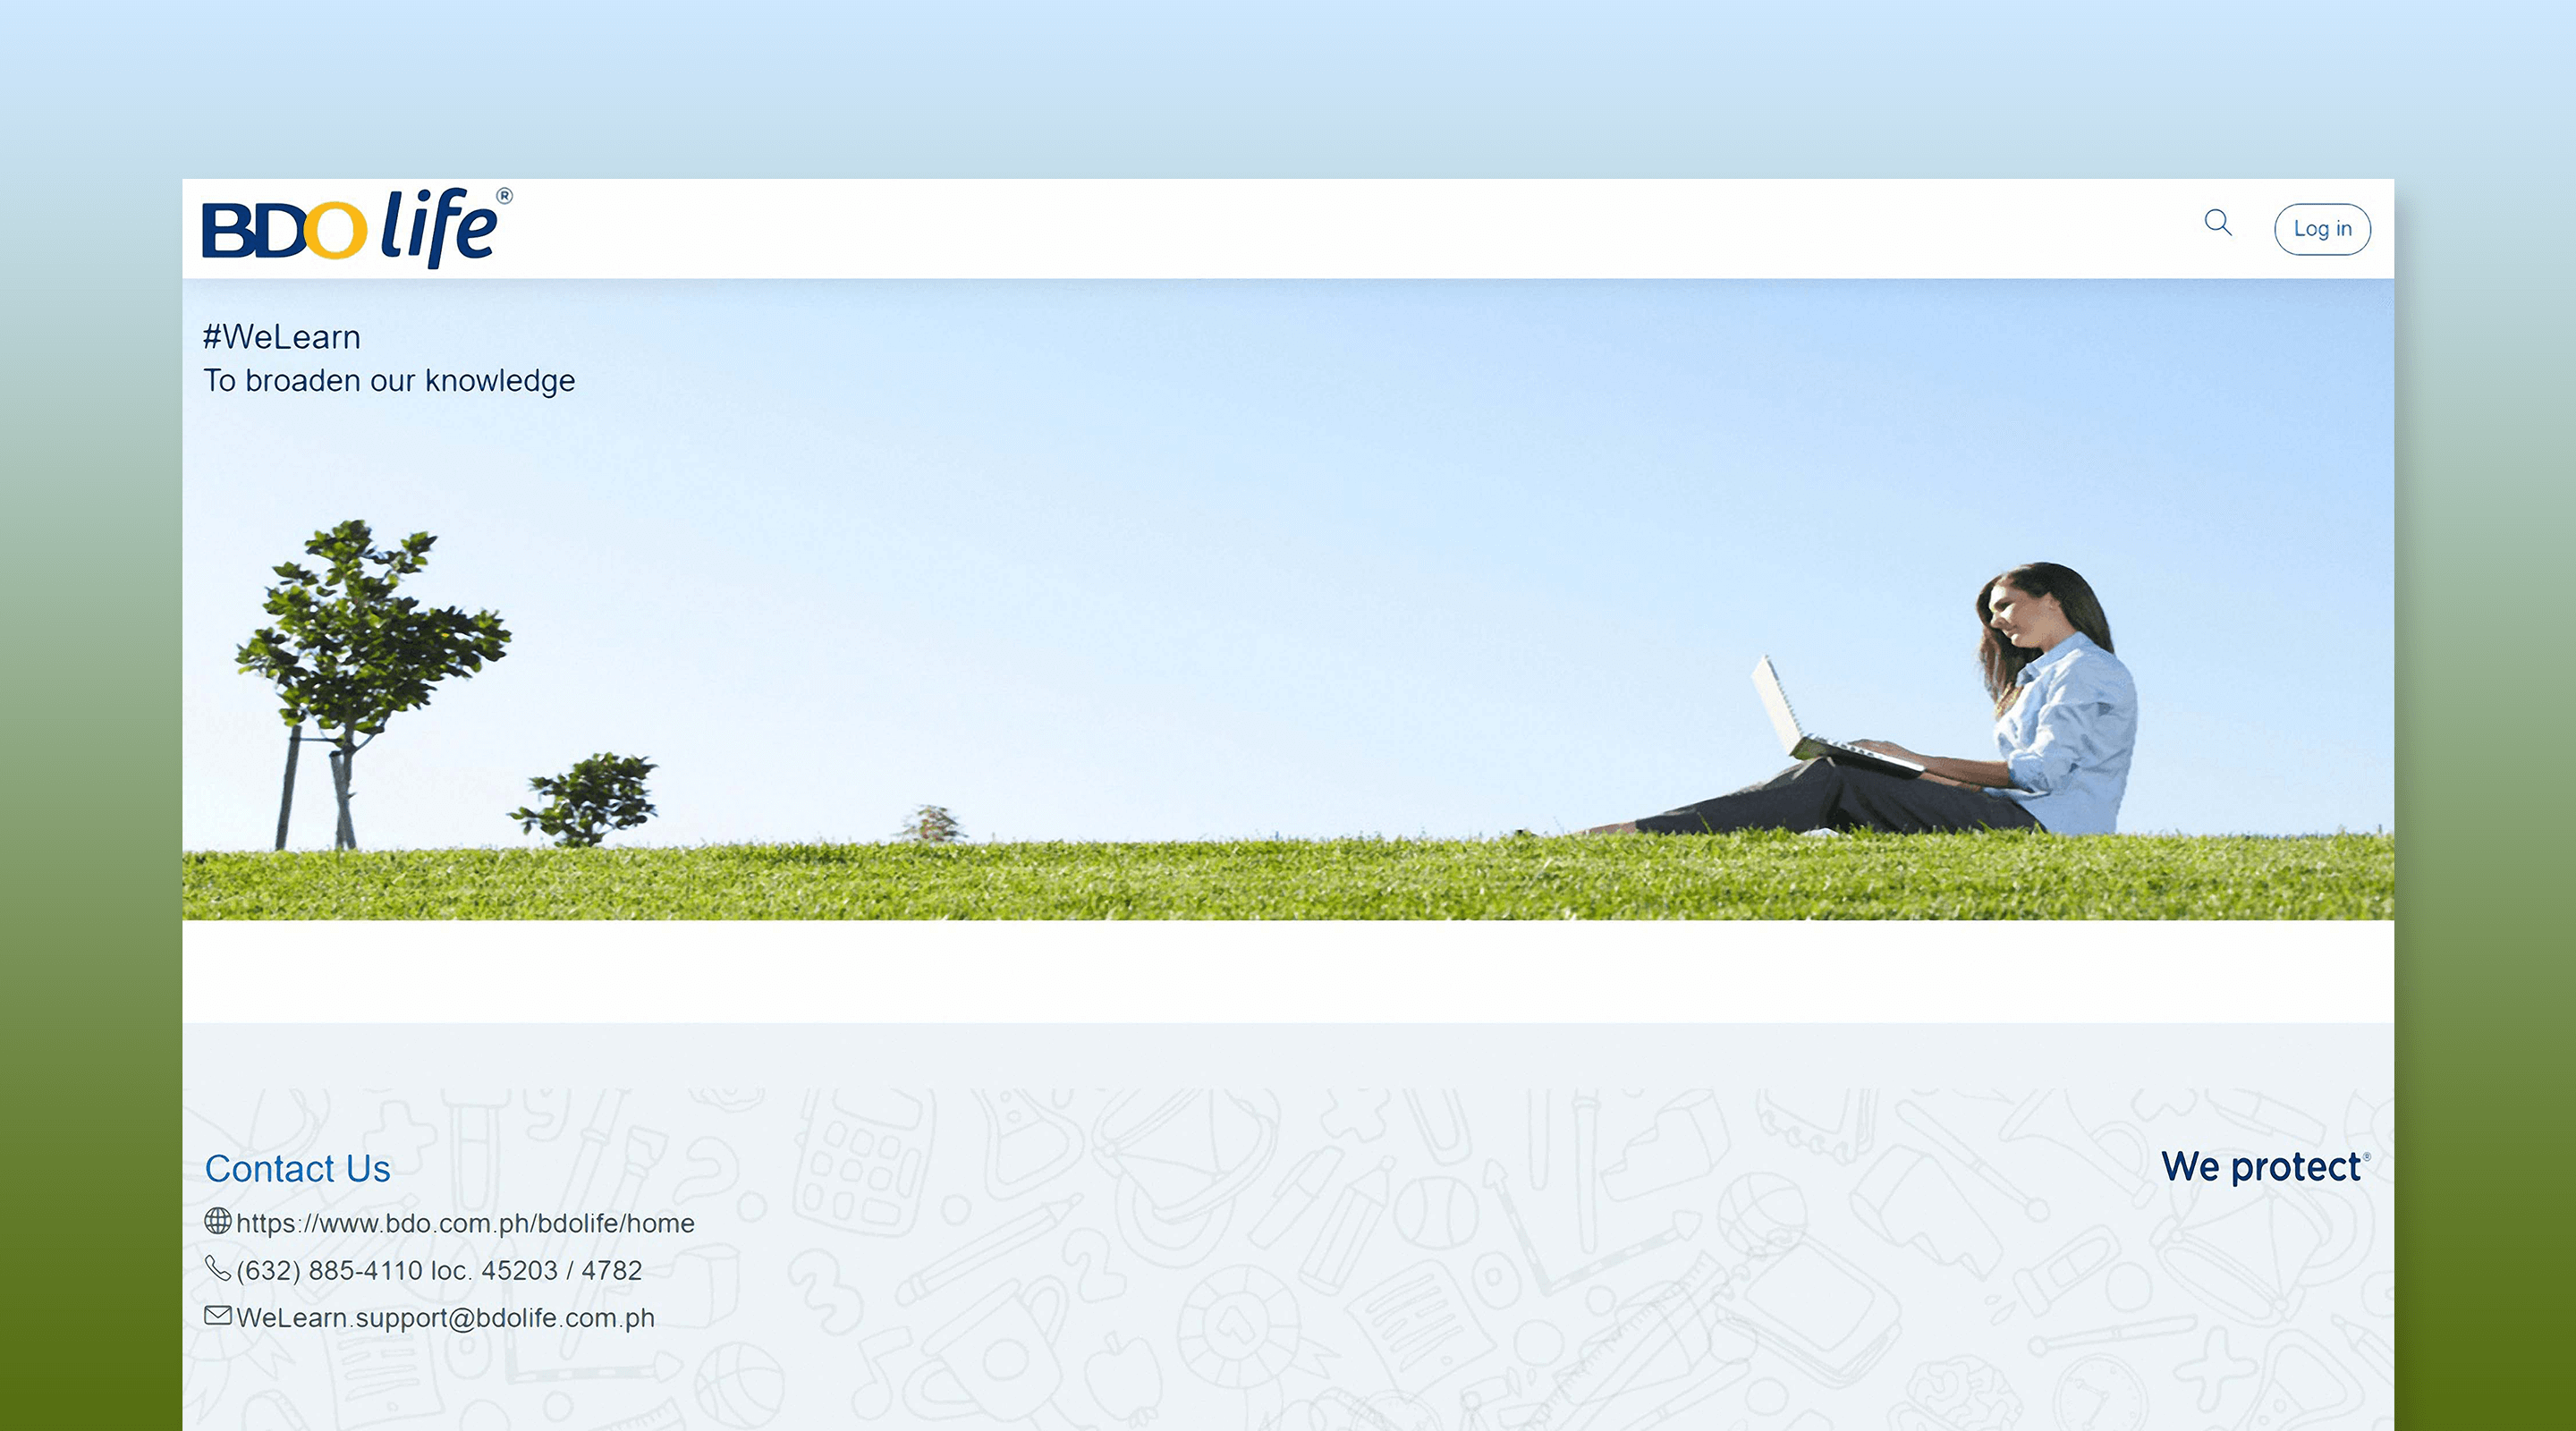 BDO life®
Log in
#WeLearn
To broaden our knowledge
Contact Us
We protect®
https://www.bdo.com.ph/bdolife/home
(632) 885-4110 loc. 45203 / 4782
WeLearn.support@bdolife.com.ph